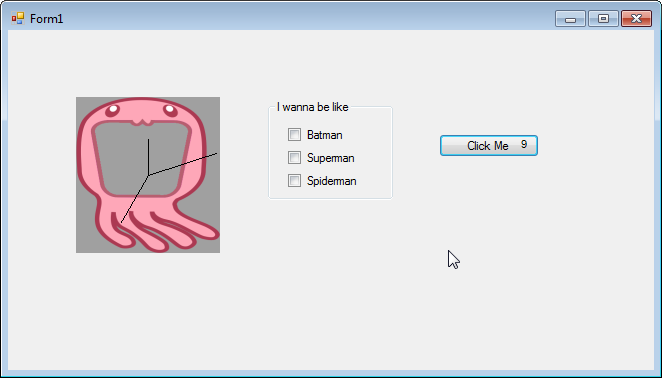 Form1
I wanna be like
Batman
Superman
Spiderman
Click Me 9